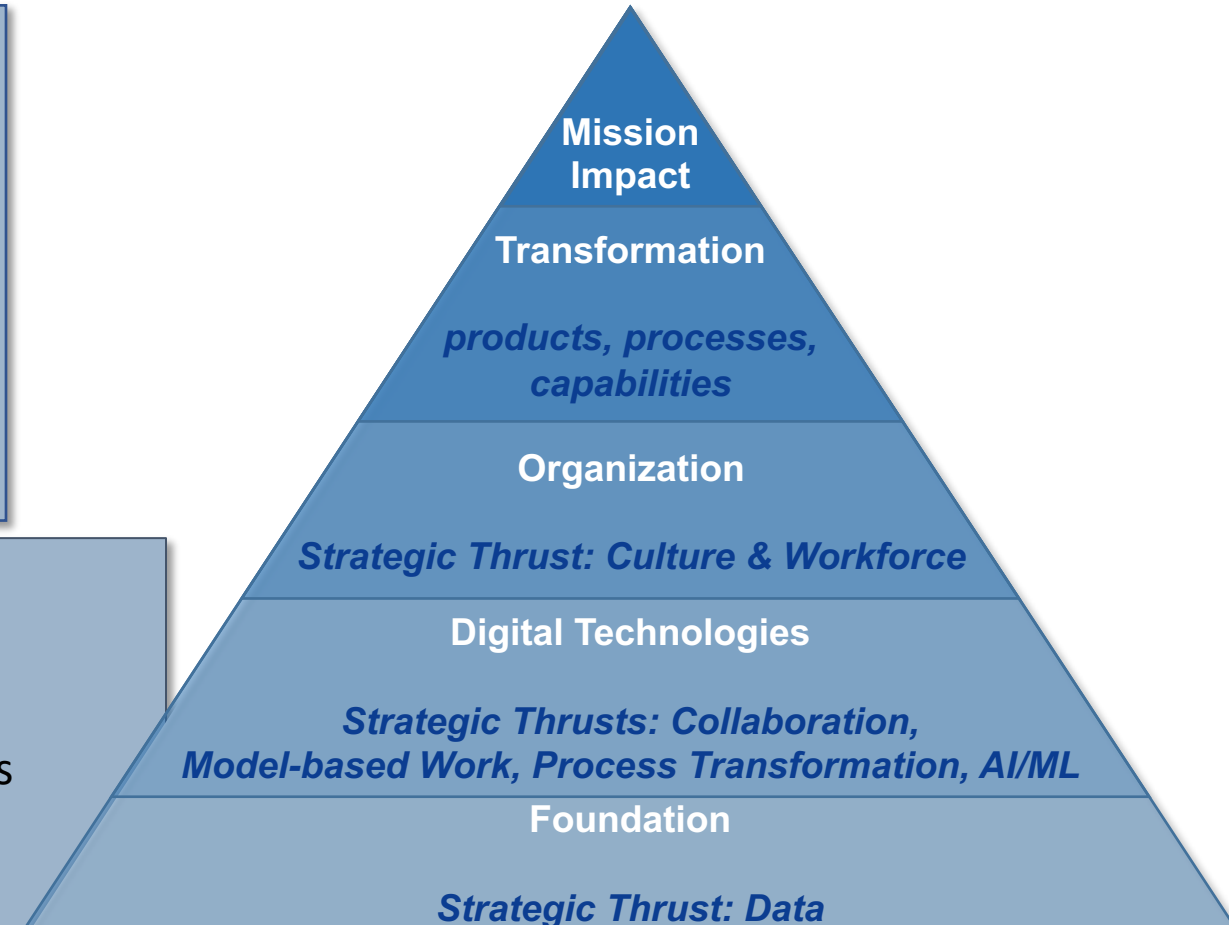 Mission
Impact
Transformation
products, processes,
capabilities
Organization
Strategic Thrust: Culture & Workforce
Digital Technologies
Strategic Thrusts: Collaboration,
s
Model-based Work, Process Transformation, AI/ML
Foundation
Strategic Thrust: Data